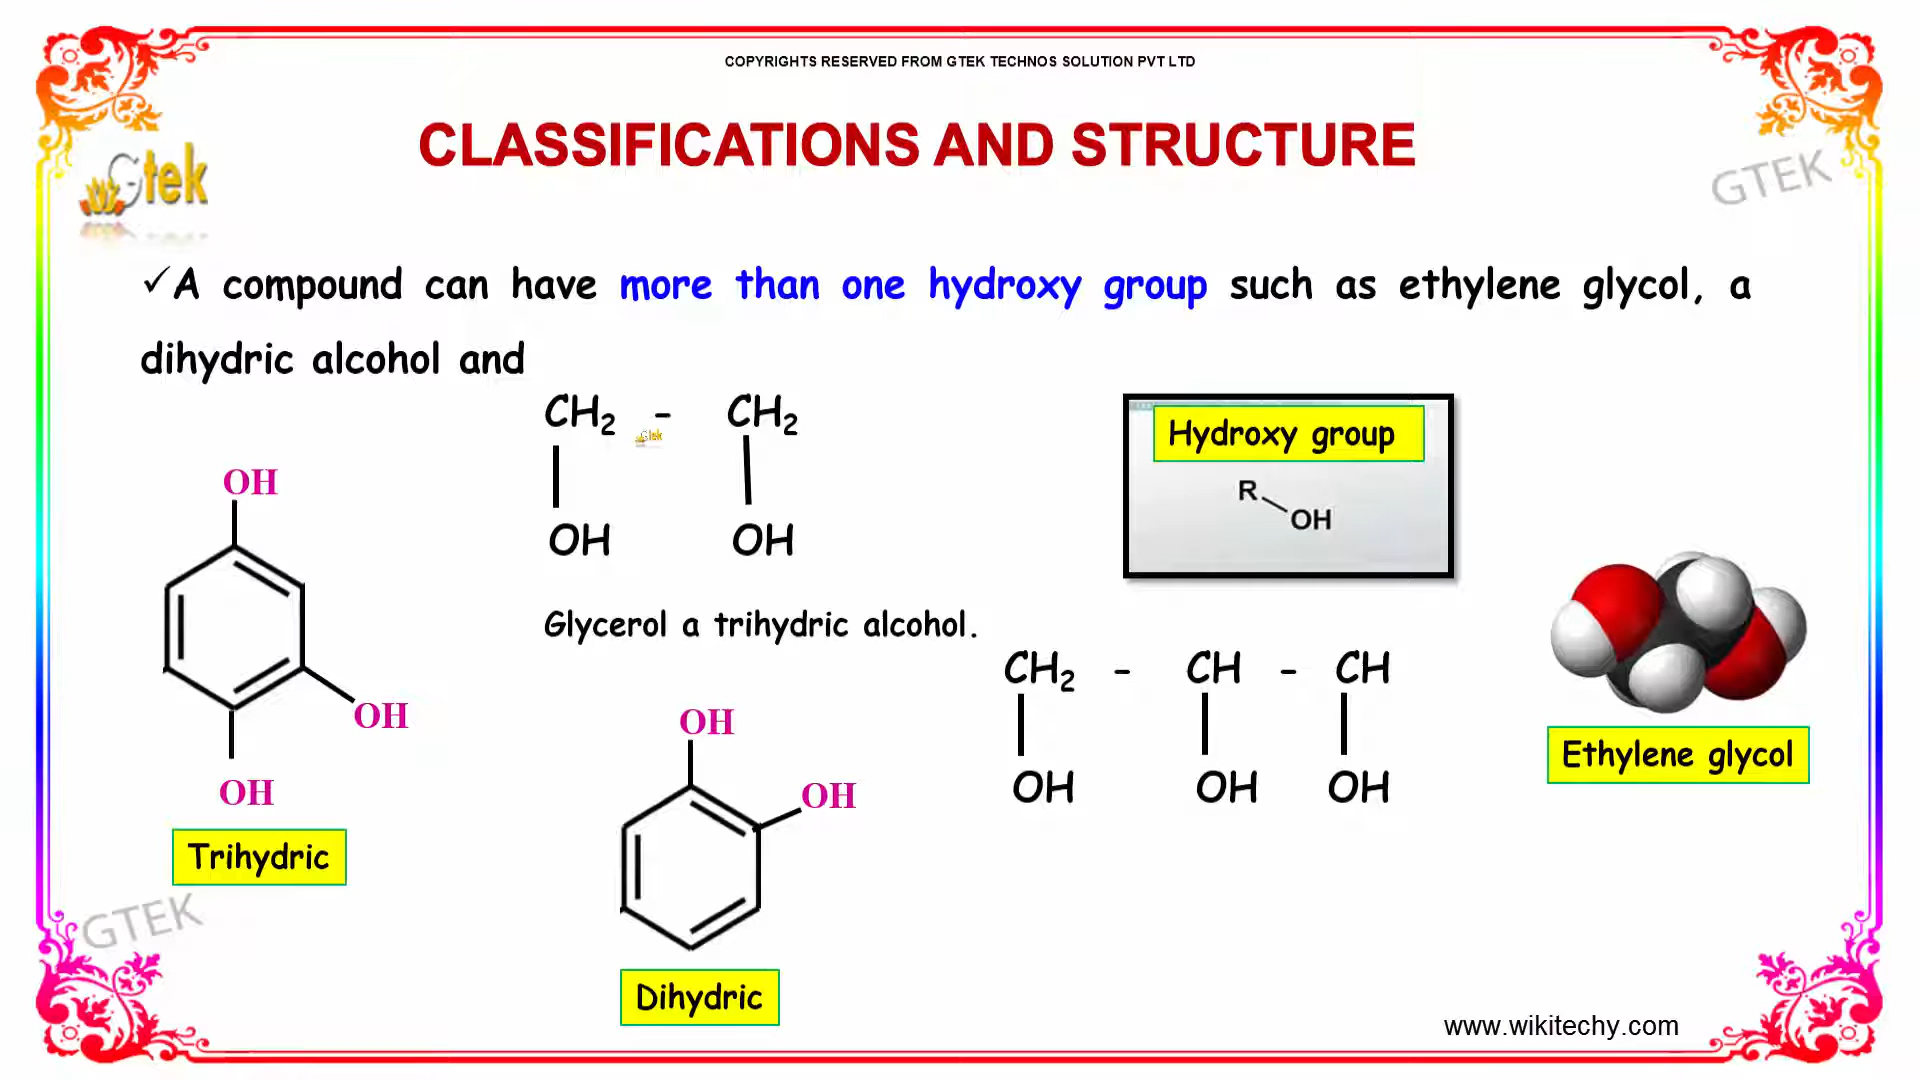 COPYRIGHTS RESERVED FROM GTEK TECHNOS SOLUTION PVT LTD
CLASSIFICATIONS AND STRUCTURE
Gtek
GTEK
✓A compound can have more than one hydroxy group such as ethylene glycol, a
dihydric alcohol and
CH₂ - CH₂
Gtek
OH OH
Hydroxy group
R
OH
OH
OH
OH
Trihydric
Glycerol a trihydric alcohol.
CH₂ - CH - CH
OH OH OH
Ethylene glycol
OH
OH
Dihydric
GTEK
www.wikitechy.com